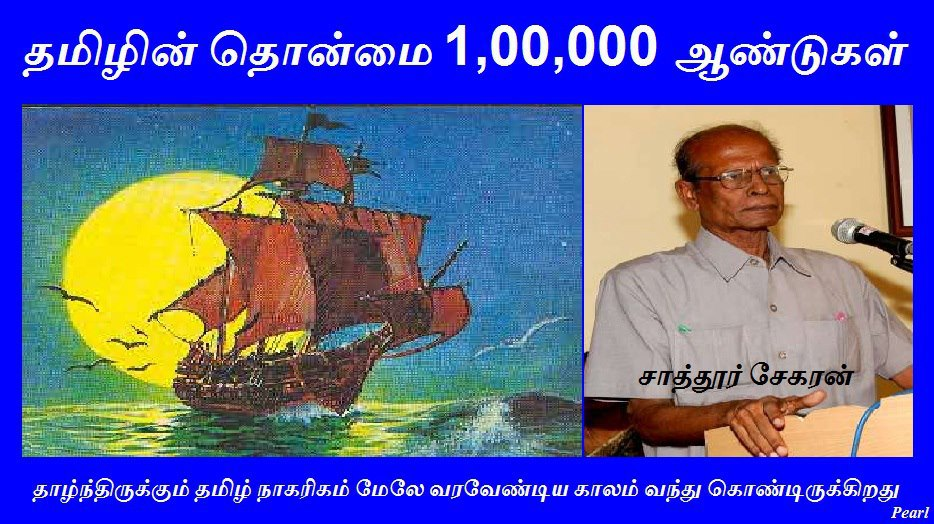 தமிழின் தொன்மை 1,00,000 ஆண்டுகள்
சாத்தூர் சேகரன்
தாழ்ந்திருக்கும் தமிழ் நாகரிகம் மேலே வரவேண்டிய காலம் வந்து கொண்டிருக்கிறது
Pearl